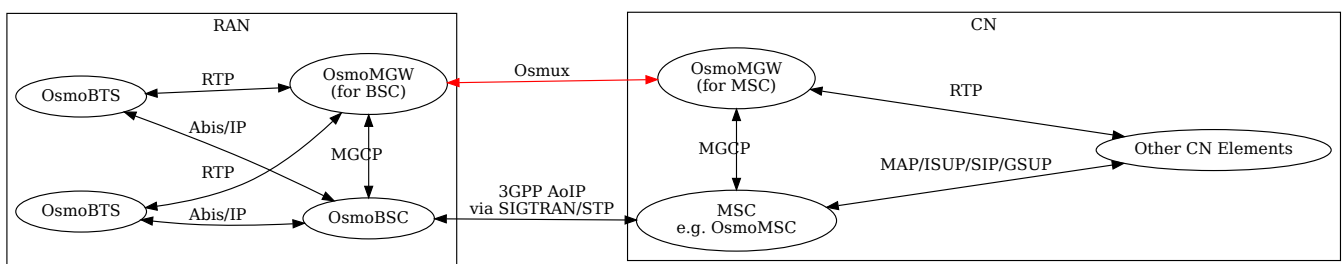 RAN
CN
OsmoBTS
RTP
OsmoMGW
(for BSC)
Osmux
OsmoMGW
(for MSC)
RTP
Abis/IP
MGCP
MGCP
Other CN Elements
RTP
MAP/ISUP/SIP/GSUP
OsmoBTS
Abis/IP
OsmoBSC
3GPP AoIP
via SIGTRAN/STP
MSC
e.g. OsmoMSC